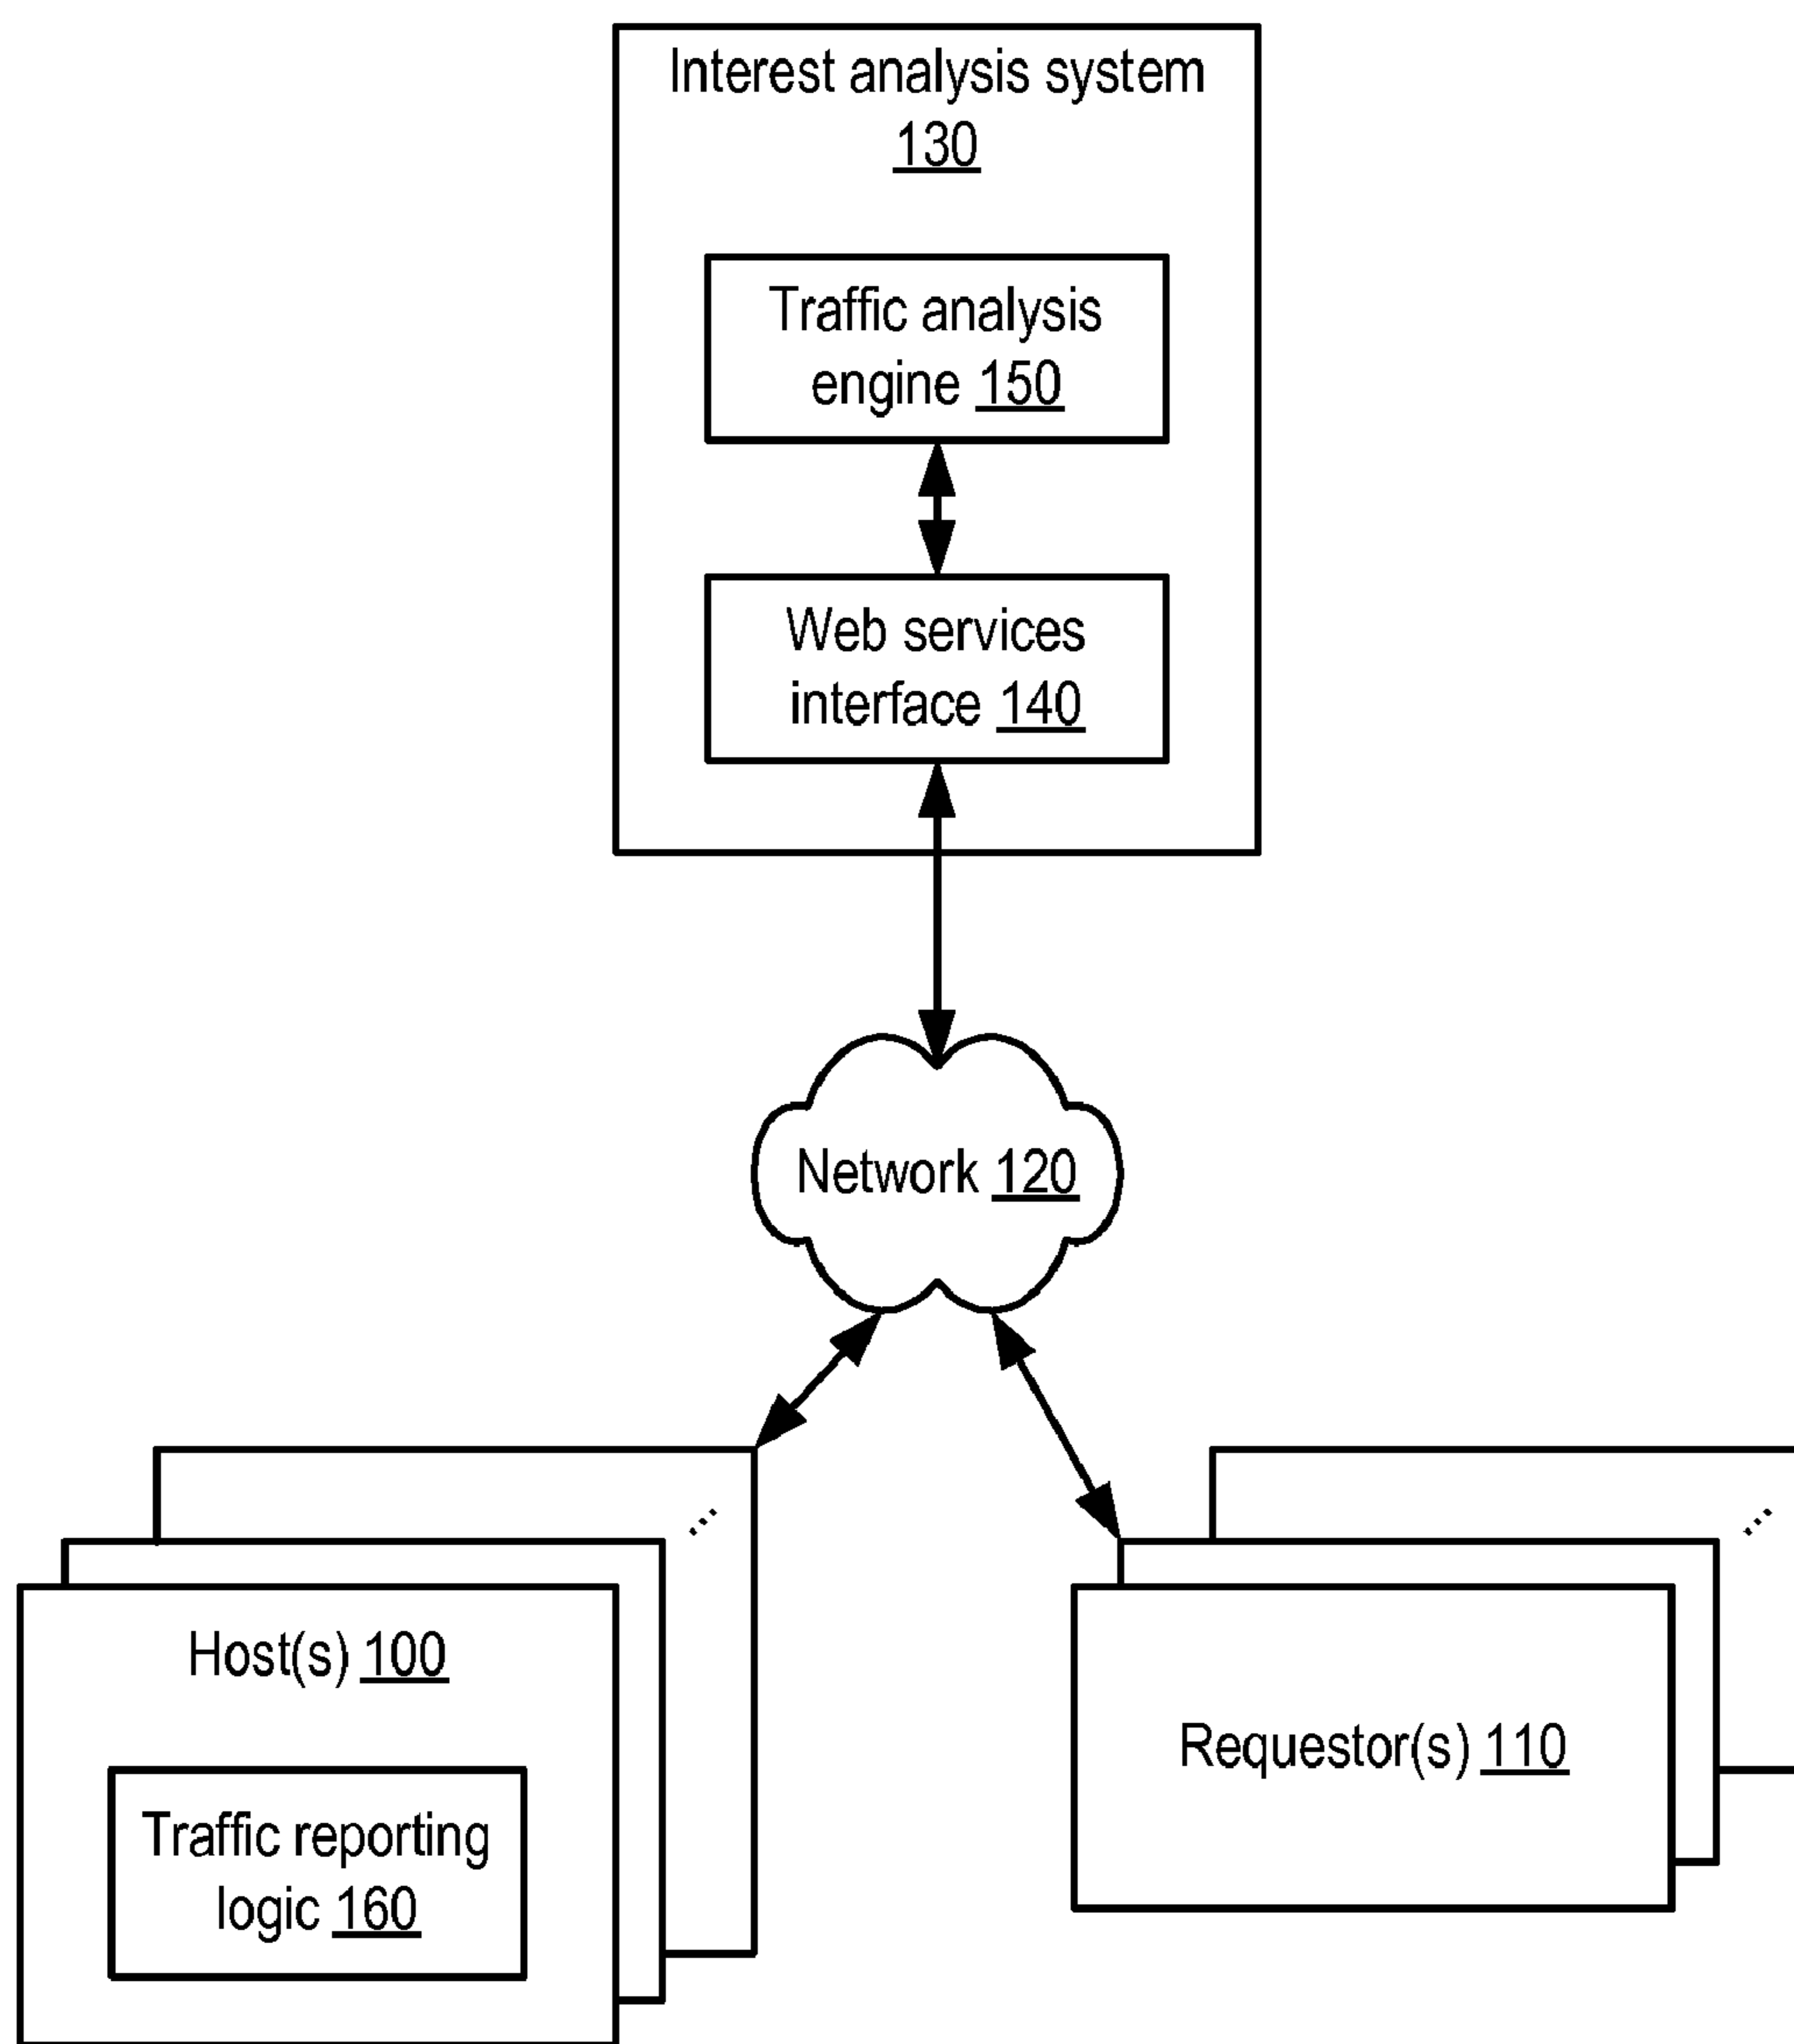 Interest analysis system
130
Traffic analysis
engine 150
Web services
interface 140
Network 120
Host(s) 100
Traffic reporting
logic 160
Requestor(s) 110